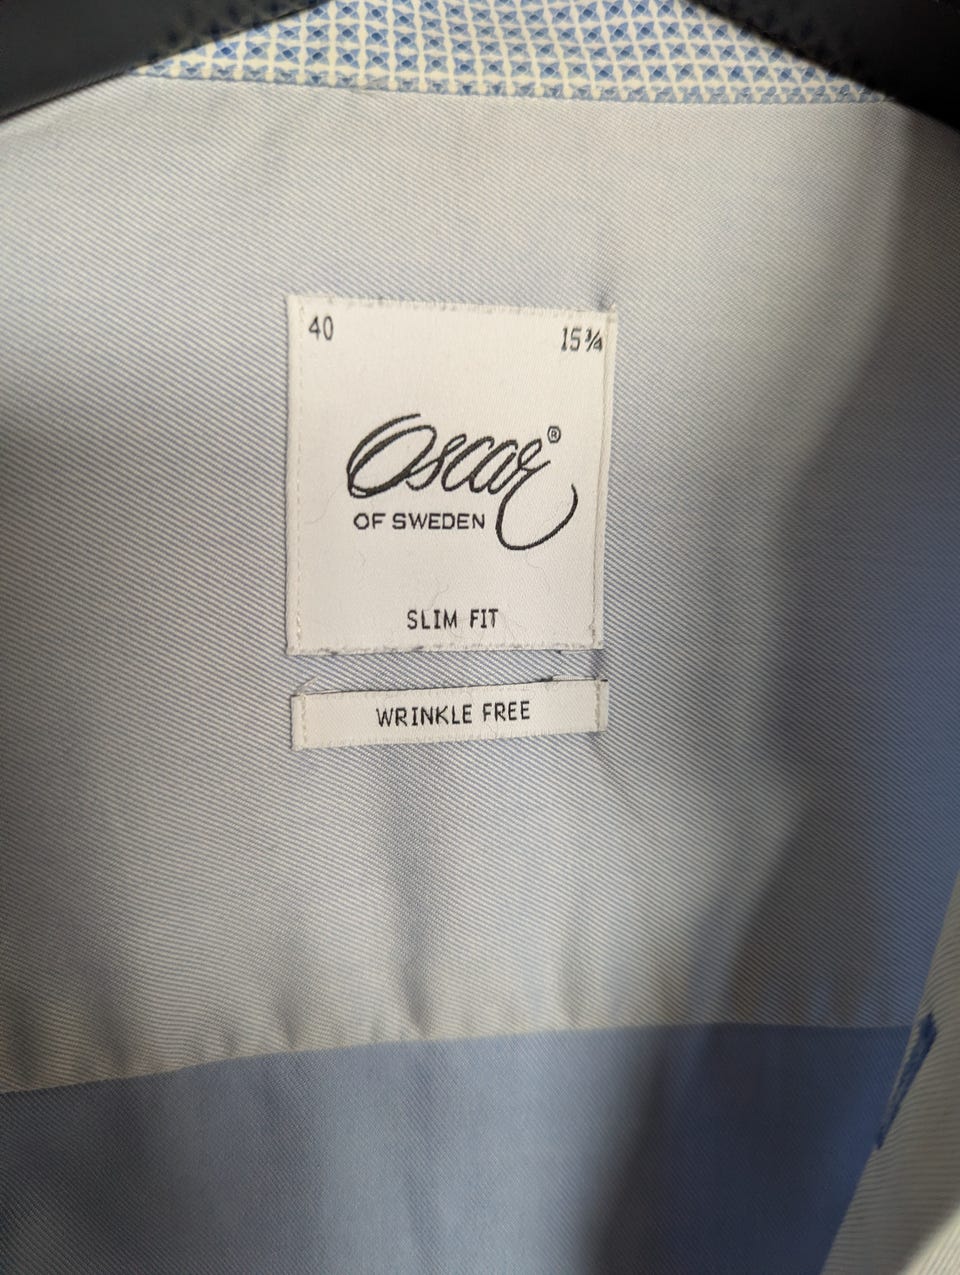 40 15¾
Oscar®
OF SWEDEN
SLIM FIT
WRINKLE FREE